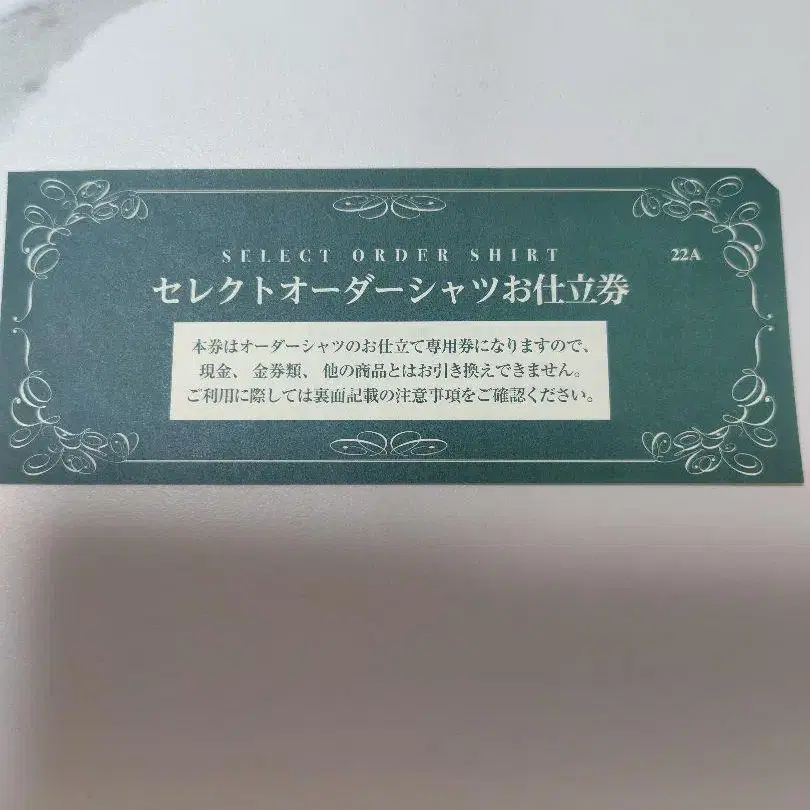 SELECT ORDER SHIRT
22A
セレクトオーダーシャツお仕立券
本券はオーダーシャツのお仕立て専用券になりますので、
現金、金券類、他の商品とはお引き換えできません。
ご利用に際しては裏面記載の注意事項をご確認ください。